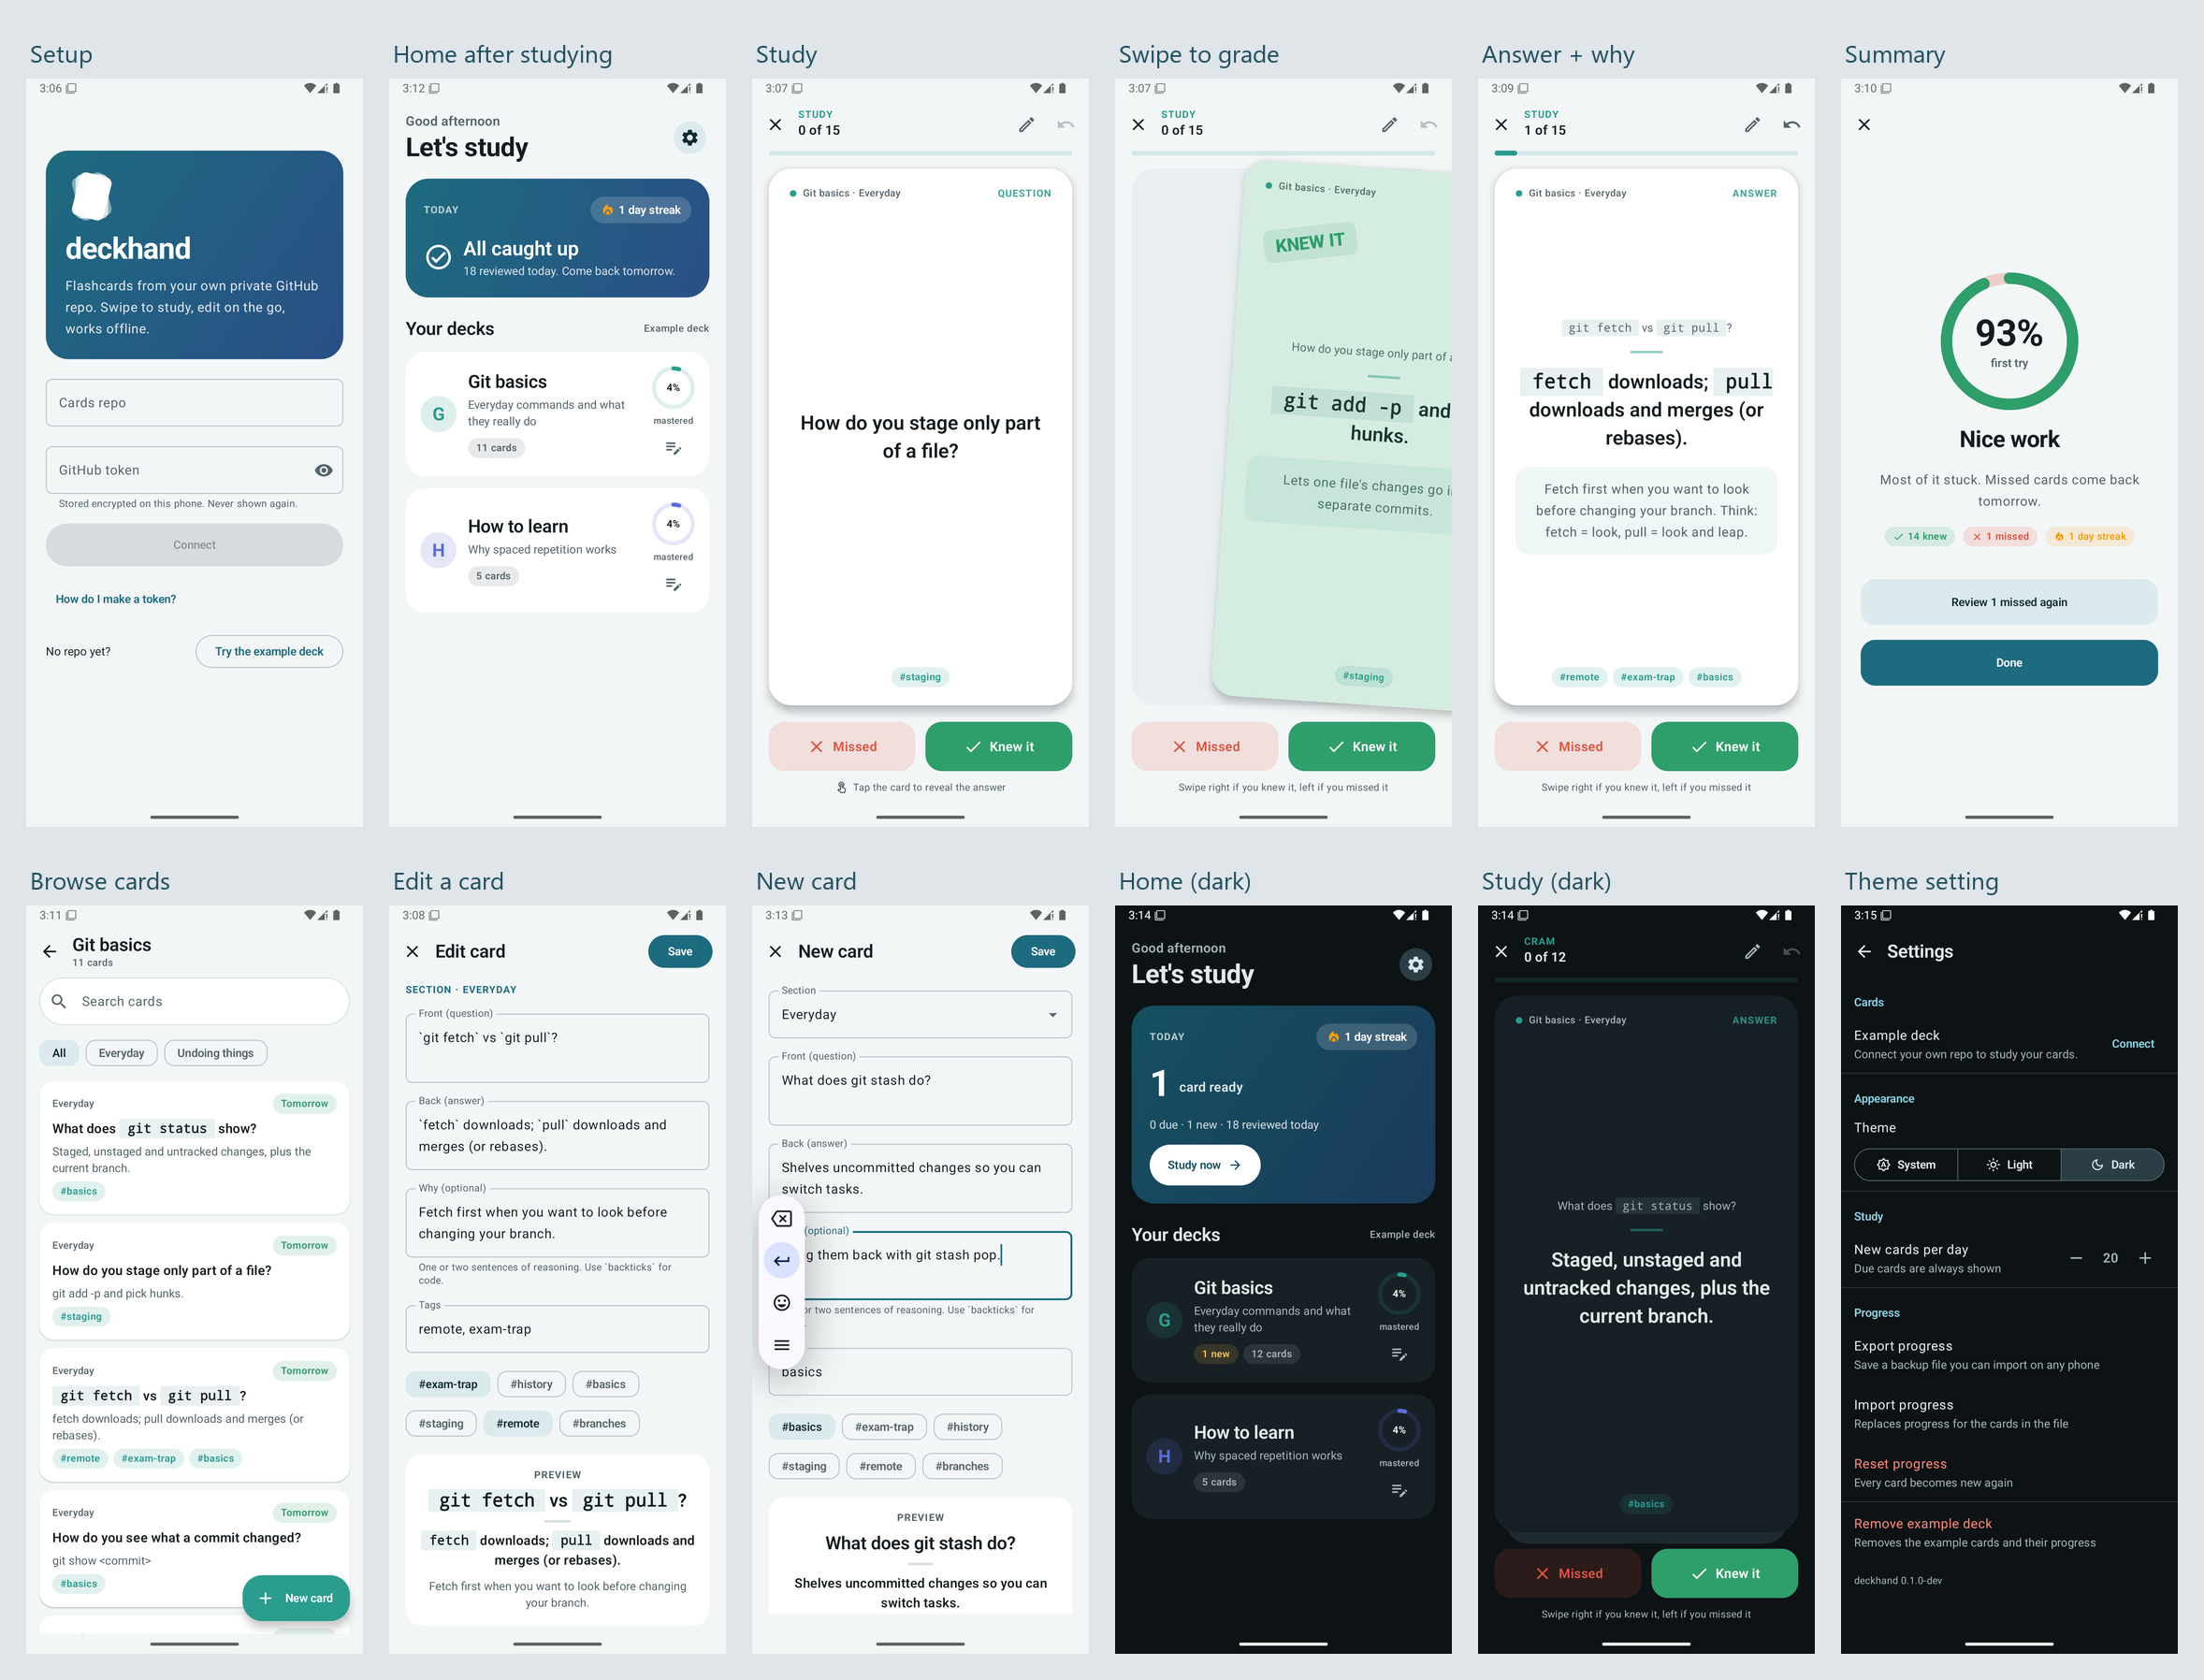 Setup
3:06
deckhand
Flashcards from your own private GitHub
repo. Swipe to study, edit on the go,
works offline.
Cards repo
GitHub token
Stored encrypted on this phone. Never shown again.
Connect
How do I make a token?
No repo yet?
Try the example deck
Home after studying
3:12
Good afternoon
Let's study
TODAY
1 day streak
All caught up
18 reviewed today. Come back tomorrow.
Your decks
Example deck
G
Git basics
Everyday commands and what
they really do
11 cards
4%
mastered
H
How to learn
Why spaced repetition works
5 cards
4%
mastered
Study
3:07
STUDY
0 of 15
Git basics · Everyday
QUESTION
How do you stage only part
of a file?
#staging
Missed
Knew it
Tap the card to reveal the answer
Swipe to grade
3:07
STUDY
0 of 15
Git basics · Everyday
KNEW IT
How do you stage only part of
git add -p and
hunks.
Lets one file's changes go
separate commits.
#staging
Missed
Knew it
Swipe right if you knew it, left if you missed it
Answer + why
3:09
STUDY
1 of 15
Git basics · Everyday
ANSWER
git fetch vs git pull ?
fetch downloads; pull
downloads and merges (or
rebases).
Fetch first when you want to look
before changing your branch. Think:
fetch = look, pull = look and leap.
#remote
#exam-trap
#basics
Missed
Knew it
Swipe right if you knew it, left if you missed it
Summary
3:10
93%
first try
Nice work
Most of it stuck. Missed cards come back
tomorrow.
14 knew
1 missed
1 day streak
Review 1 missed again
Done
Browse cards
3:11
Git basics
11 cards
Search cards
All
Everyday
Undoing things
Everyday
Tomorrow
What does git status show?
Staged, unstaged and untracked changes, plus the
current branch.
#basics
Everyday
Tomorrow
How do you stage only part of a file?
git add -p and pick hunks.
#staging
Everyday
Tomorrow
git fetch vs git pull ?
fetch downloads; pull downloads and merges (or
rebases).
#remote
#exam-trap
#basics
Everyday
Tomorrow
How do you see what a commit changed?
git show <commit>
#basics
New card
Edit a card
3:08
Edit card
Save
SECTION · EVERYDAY
Front (question)
`git fetch` vs `git pull`?
Back (answer)
`fetch` downloads; `pull` downloads and
merges (or rebases).
Why (optional)
Fetch first when you want to look before
changing your branch.
One or two sentences of reasoning. Use `backticks` for
code.
Tags
remote, exam-trap
#exam-trap
#history
#basics
#staging
#remote
#branches
PREVIEW
git fetch vs git pull ?
fetch downloads; pull downloads and
merges (or rebases).
Fetch first when you want to look before changing
your branch.
New card
3:13
New card
Save
Section
Everyday
Front (question)
What does git stash do?
Back (answer)
Shelves uncommitted changes so you can
switch tasks.
(optional)
them back with git stash pop.
or two sentences of reasoning. Use `backticks` for
basics
#basics
#exam-trap
#history
#staging
#remote
#branches
PREVIEW
What does git stash do?
Shelves uncommitted changes so you can
switch tasks.
Home (dark)
3:14
Good afternoon
Let's study
TODAY
1 day streak
1 card ready
0 due · 1 new · 18 reviewed today
Study now
Your decks
Example deck
G
Git basics
Everyday commands and what
they really do
1 new
12 cards
4%
mastered
H
How to learn
Why spaced repetition works
5 cards
4%
mastered
Study (dark)
3:14
CRAM
0 of 12
Git basics · Everyday
ANSWER
What does git status show?
Staged, unstaged and
untracked changes, plus the
current branch.
#basics
Missed
Knew it
Swipe right if you knew it, left if you missed it
Theme setting
3:15
Settings
Cards
Example deck
Connect your own repo to study your cards.
Connect
Appearance
Theme
System
Light
Dark
Study
New cards per day
Due cards are always shown
20
Progress
Export progress
Save a backup file you can import on any phone
Import progress
Replaces progress for the cards in the file
Reset progress
Every card becomes new again
Remove example deck
Removes the example cards and their progress
deckhand 0.1.0-dev